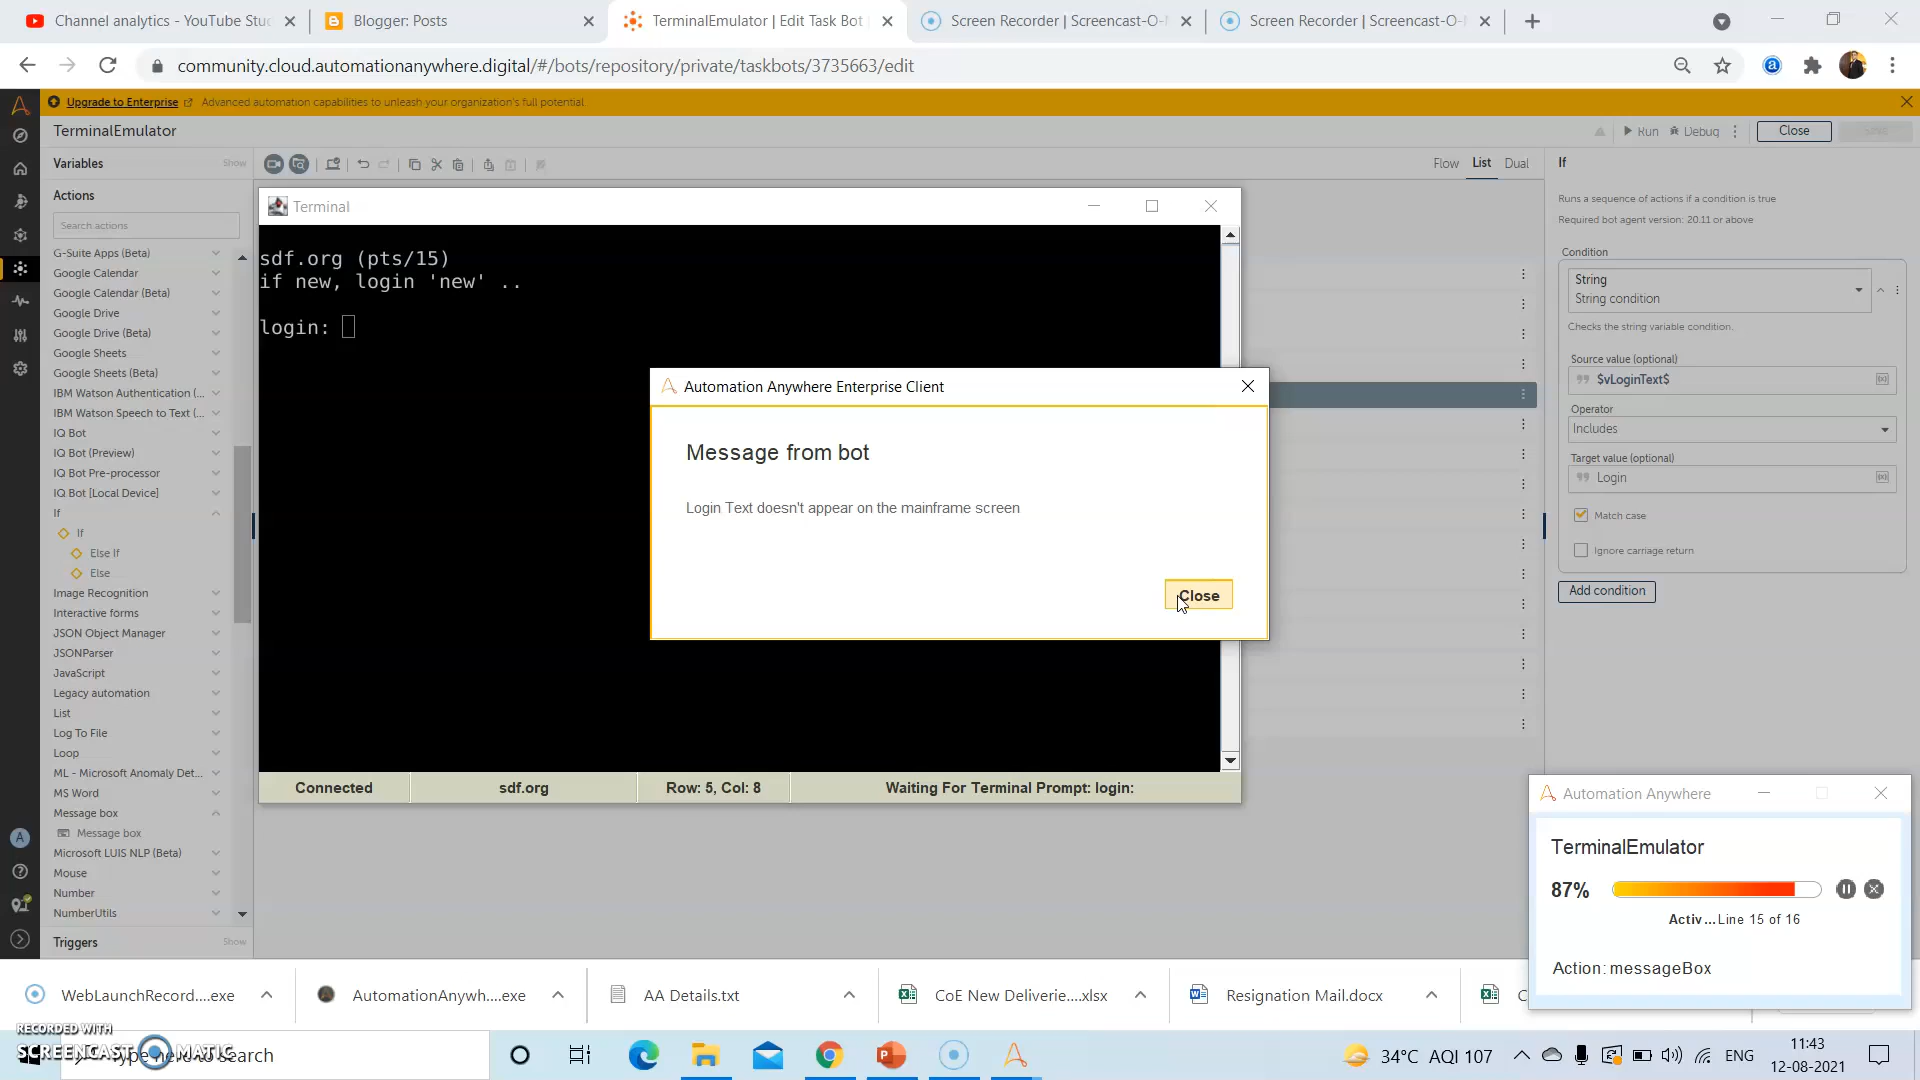 Channel analytics - YouTube Stu
Blogger: Posts
TerminalEmulator | Edit Task Bot
Screen Recorder | Screencast-O-
Screen Recorder | Screencast-O-
community.cloud.automationanywhere.digital/#/bots/repository/private/taskbots/3735663/edit
Upgrade to Enterprise
Advanced automation capabilities to unleash your organization's full potential
TerminalEmulator
Run
Debug
Close
Variables
Show
Flow
List
Dual
Actions
Search actions
G-Suite Apps (Beta)
Google Calendar
Google Calendar (Beta)
Google Drive
Google Drive (Beta)
Google Sheets
Google Sheets (Beta)
IBM Watson Authentication (...
IBM Watson Speech to Text (...
IQ Bot
IQ Bot (Preview)
IQ Bot Pre-processor
IQ Bot [Local Device]
If
If
Else If
Else
Image Recognition
Interactive forms
JSON Object Manager
JSONParser
JavaScript
Legacy automation
List
Log To File
Loop
ML - Microsoft Anomaly Det...
MS Word
Message box
Message box
Microsoft LUIS NLP (Beta)
Mouse
Number
NumberUtils
Triggers
Show
Terminal
sdf.org (pts/15)
if new, login 'new' ..
login:
Connected
sdf.org
Row: 5, Col: 8
Waiting For Terminal Prompt: login:
Automation Anywhere Enterprise Client
Message from bot
Login Text doesn't appear on the mainframe screen
Close
If
Runs a sequence of actions if a condition is true
Required bot agent version: 20.11 or above
Condition
String
String condition
Checks the string variable condition.
Source value (optional)
$vLoginText$
Operator
Includes
Target value (optional)
Login
Match case
Ignore carriage return
Add condition
Automation Anywhere
TerminalEmulator
87%
Activ...Line 15 of 16
Action: messageBox
WebLaunchRecord....exe
AutomationAnywh....exe
AA Details.txt
CoE New Deliverie....xlsx
Resignation Mail.docx
C
RECORDED WITH
SCREENCAST MATIC
Type here to search
34°C AQI 107
ENG
11:43
12-08-2021